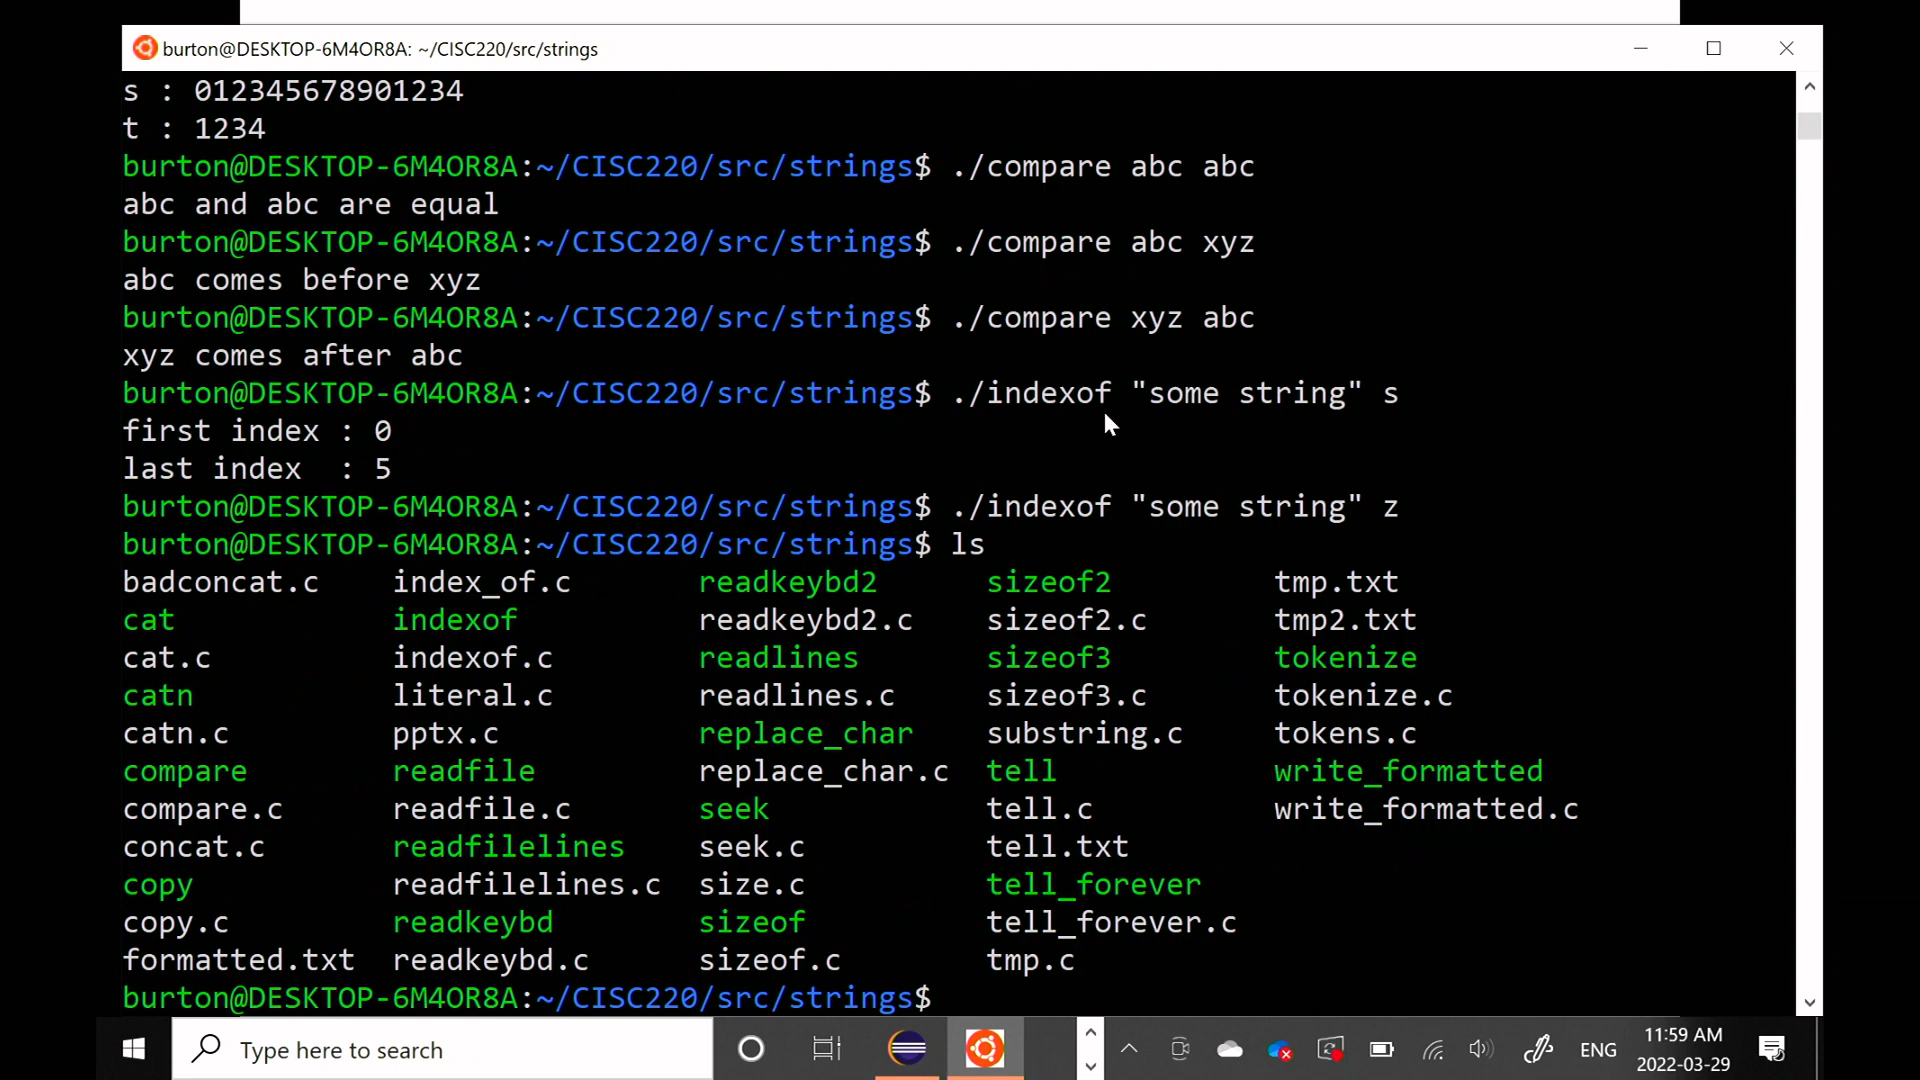 burton@DESKTOP-6M4OR8A: ~/CISC220/src/strings
s : 012345678901234
t : 1234
burton@DESKTOP-6M4OR8A:~/CISC220/src/strings$ ./compare abc abc
abc and abc are equal
burton@DESKTOP-6M4OR8A:~/CISC220/src/strings$ ./compare abc xyz
abc comes before xyz
burton@DESKTOP-6M4OR8A:~/CISC220/src/strings$ ./compare xyz abc
xyz comes after abc
burton@DESKTOP-6M4OR8A:~/CISC220/src/strings$ ./indexof "some string" s
first index : 0
last index  : 5
burton@DESKTOP-6M4OR8A:~/CISC220/src/strings$ ./indexof "some string" z
burton@DESKTOP-6M4OR8A:~/CISC220/src/strings$ ls
badconcat.c    index_of.c       readkeybd2      sizeof2         tmp.txt
cat            indexof          readkeybd2.c    sizeof2.c       tmp2.txt
cat.c          indexof.c        readlines       sizeof3         tokenize
catn           literal.c        readlines.c     sizeof3.c       tokenize.c
catn.c         pptx.c           replace_char    substring.c     tokens.c
compare        readfile         replace_char.c  tell            write_formatted
compare.c      readfile.c       seek            tell.c          write_formatted.c
concat.c       readfilelines    seek.c          tell.txt
copy           readfilelines.c  size.c          tell_forever
copy.c         readkeybd        sizeof          tell_forever.c
formatted.txt  readkeybd.c      sizeof.c        tmp.c
burton@DESKTOP-6M4OR8A:~/CISC220/src/strings$
Type here to search
ENG
11:59 AM
2022-03-29